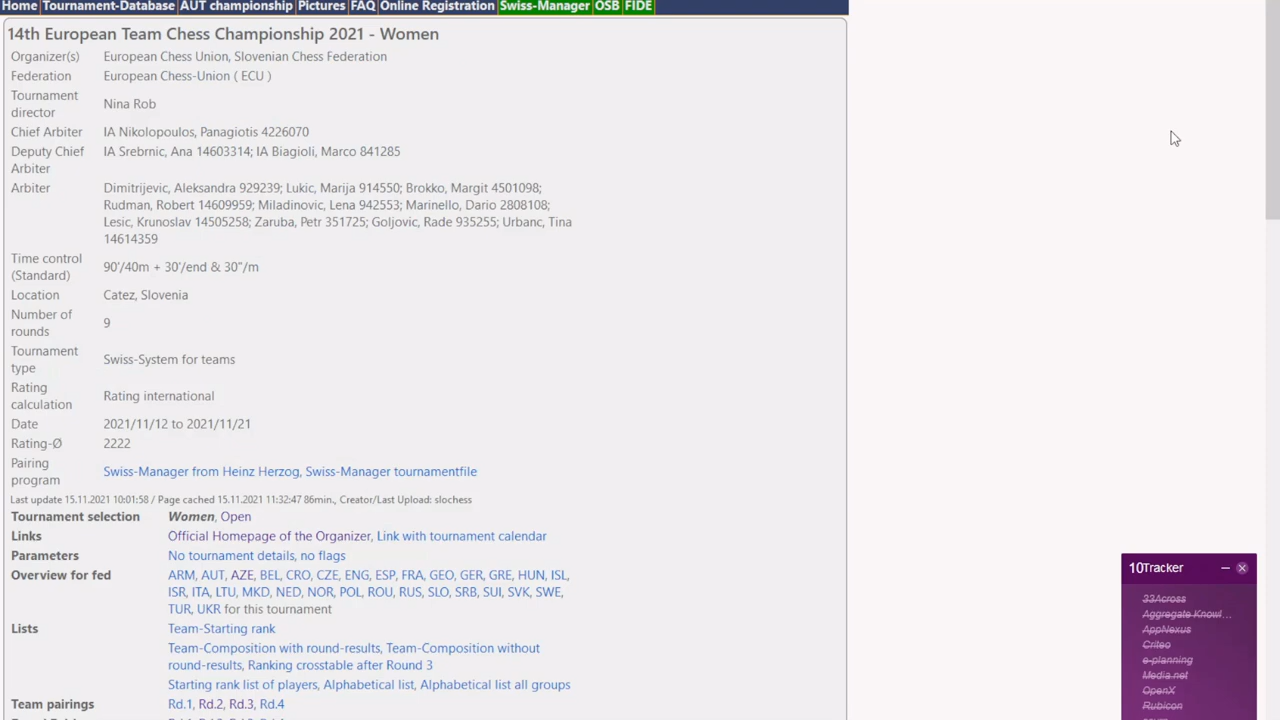 Home Tournament-Database AUT championship Pictures FAQ Online Registration Swiss-Manager OSB FIDE
14th European Team Chess Championship 2021 - Women
Organizer(s) European Chess Union, Slovenian Chess Federation
Federation European Chess-Union ( ECU )
Tournament director Nina Rob
Chief Arbiter IA Nikolopoulos, Panagiotis 4226070
Deputy Chief Arbiter IA Srebrnic, Ana 14603314; IA Biagioli, Marco 841285
Arbiter Dimitrijevic, Aleksandra 929239; Lukic, Marija 914550; Brokko, Margit 4501098;
Rudman, Robert 14609959; Miladinovic, Lena 942553; Marinello, Dario 2808108;
Lesic, Krunoslav 14505258; Zaruba, Petr 351725; Goljovic, Rade 935255; Urbanc, Tina
14614359
Time control (Standard) 90'/40m + 30'/end & 30"/m
Location Catez, Slovenia
Number of rounds 9
Tournament type Swiss-System for teams
Rating calculation Rating international
Date 2021/11/12 to 2021/11/21
Rating-Ø 2222
Pairing program Swiss-Manager from Heinz Herzog, Swiss-Manager tournamentfile
Last update 15.11.2021 10:01:58 / Page cached 15.11.2021 11:32:47 86min., Creator/Last Upload: slochess
Tournament selection Women, Open
Links Official Homepage of the Organizer, Link with tournament calendar
Parameters No tournament details, no flags
Overview for fed ARM, AUT, AZE, BEL, CRO, CZE, ENG, ESP, FRA, GEO, GER, GRE, HUN, ISL,
ISR, ITA, LTU, MKD, NED, NOR, POL, ROU, RUS, SLO, SRB, SUI, SVK, SWE,
TUR, UKR for this tournament
Lists Team-Starting rank
Team-Composition with round-results, Team-Composition without
round-results, Ranking crosstable after Round 3
Starting rank list of players, Alphabetical list, Alphabetical list all groups
Team pairings Rd.1, Rd.2, Rd.3, Rd.4
10Tracker
33Across
Aggregate Knowl...
AppNexus
Criteo
e-planning
Media.net
OpenX
Rubicon